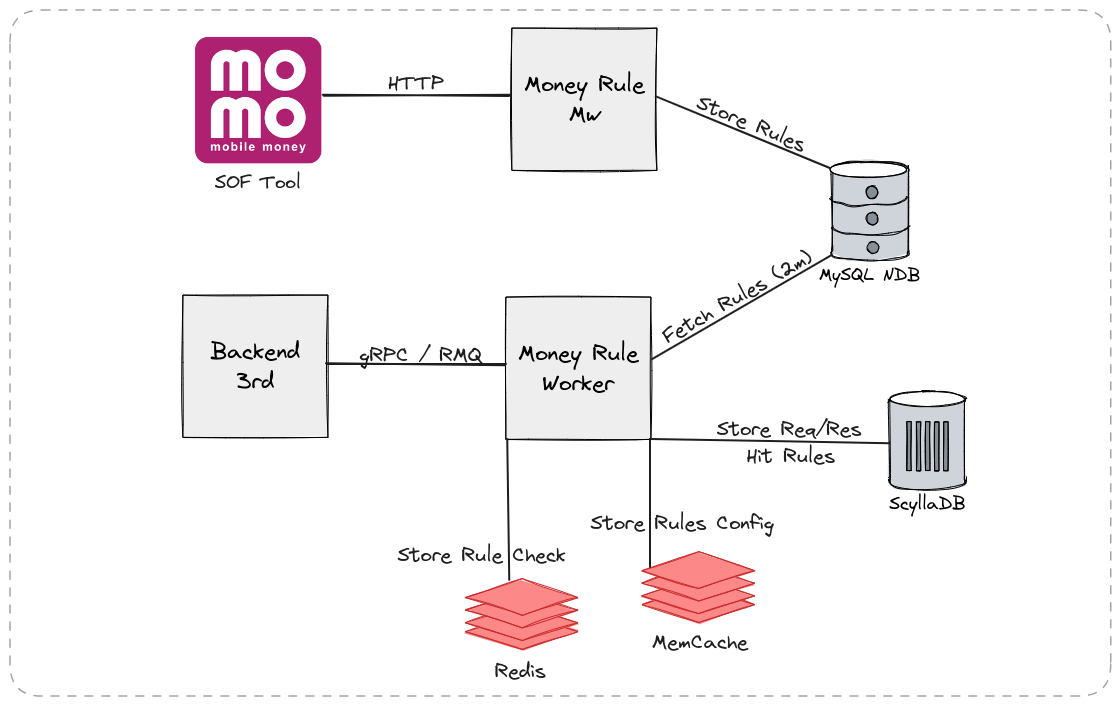 mo
mo
mobile money
SOF Tool
HTTP
Money Rule
Mw
Store Rules
MySQL NDB
Fetch Rules (2m)
Backend
3rd
gRPC / RMQ
Money Rule
Worker
Store Req/Res
Hit Rules
ScyllaDB
Store Rules Config
Store Rule Check
MemCache
Redis